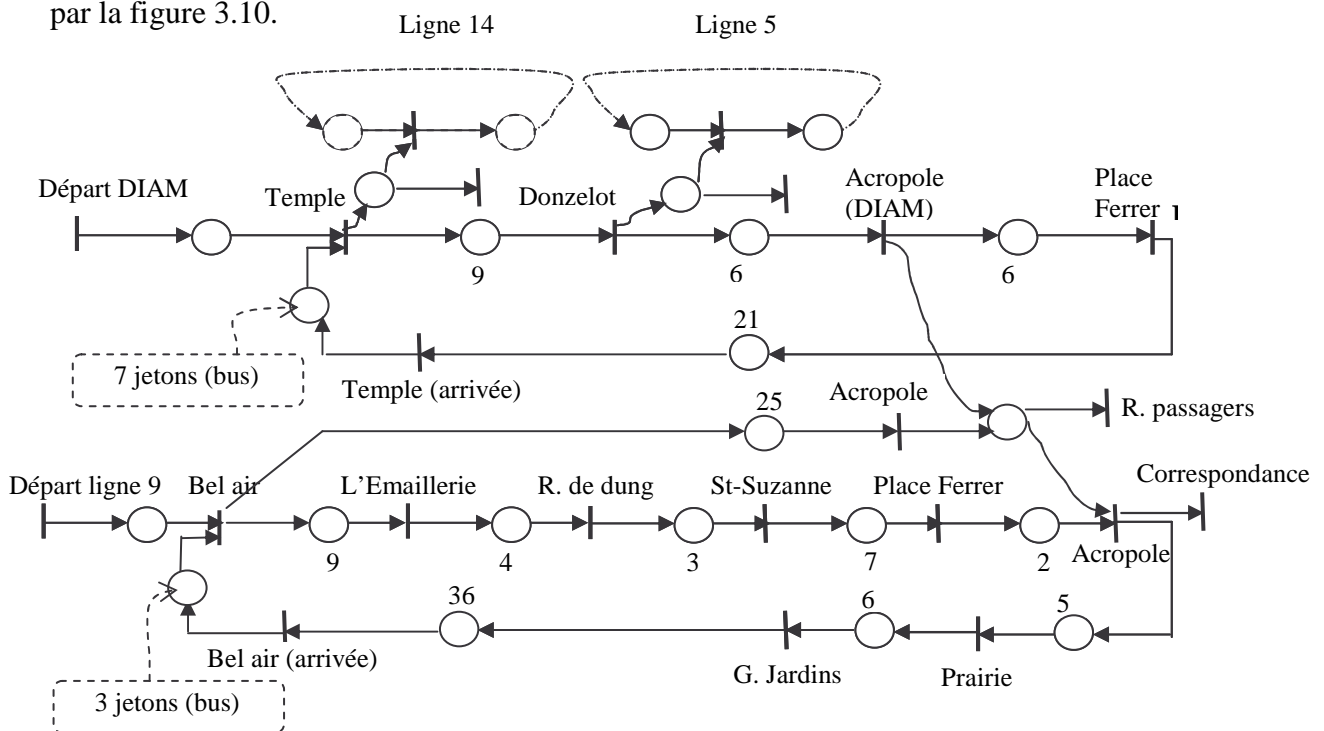 par la figure 3.10.
Ligne 14
Ligne 5
Départ DIAM
Temple
Donzelot
Acropole
(DIAM)
Place
Ferrer
9
6
6
21
7 jetons (bus)
Temple (arrivée)
25
Acropole
R. passagers
Correspondance
Départ ligne 9
Bel air
L'Emaillerie
R. de dung
St-Suzanne
Place Ferrer
9
4
3
7
2
Acropole
36
6
5
Bel air (arrivée)
G. Jardins
Prairie
3 jetons (bus)